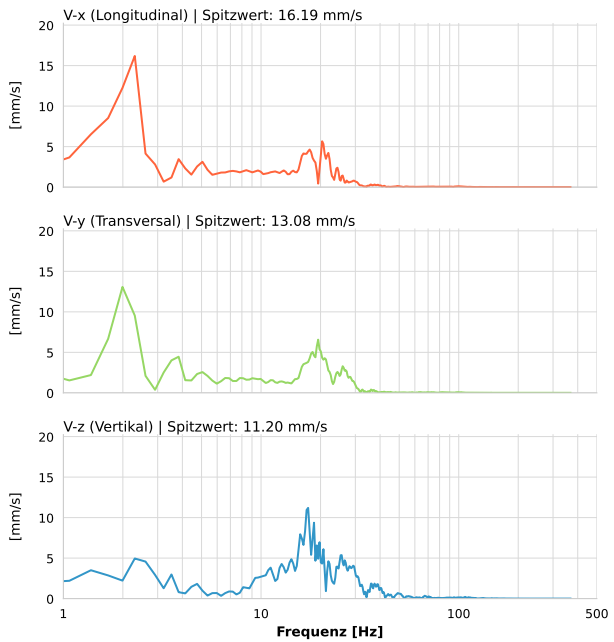 V-x (Longitudinal) | Spitzwert: 16.19 mm/s
20
15
10
5
0
[mm/s]
V-y (Transversal) | Spitzwert: 13.08 mm/s
20
15
10
5
0
[mm/s]
V-z (Vertikal) | Spitzwert: 11.20 mm/s
20
15
10
5
0
[mm/s]
1 10 100 500
Frequenz [Hz]